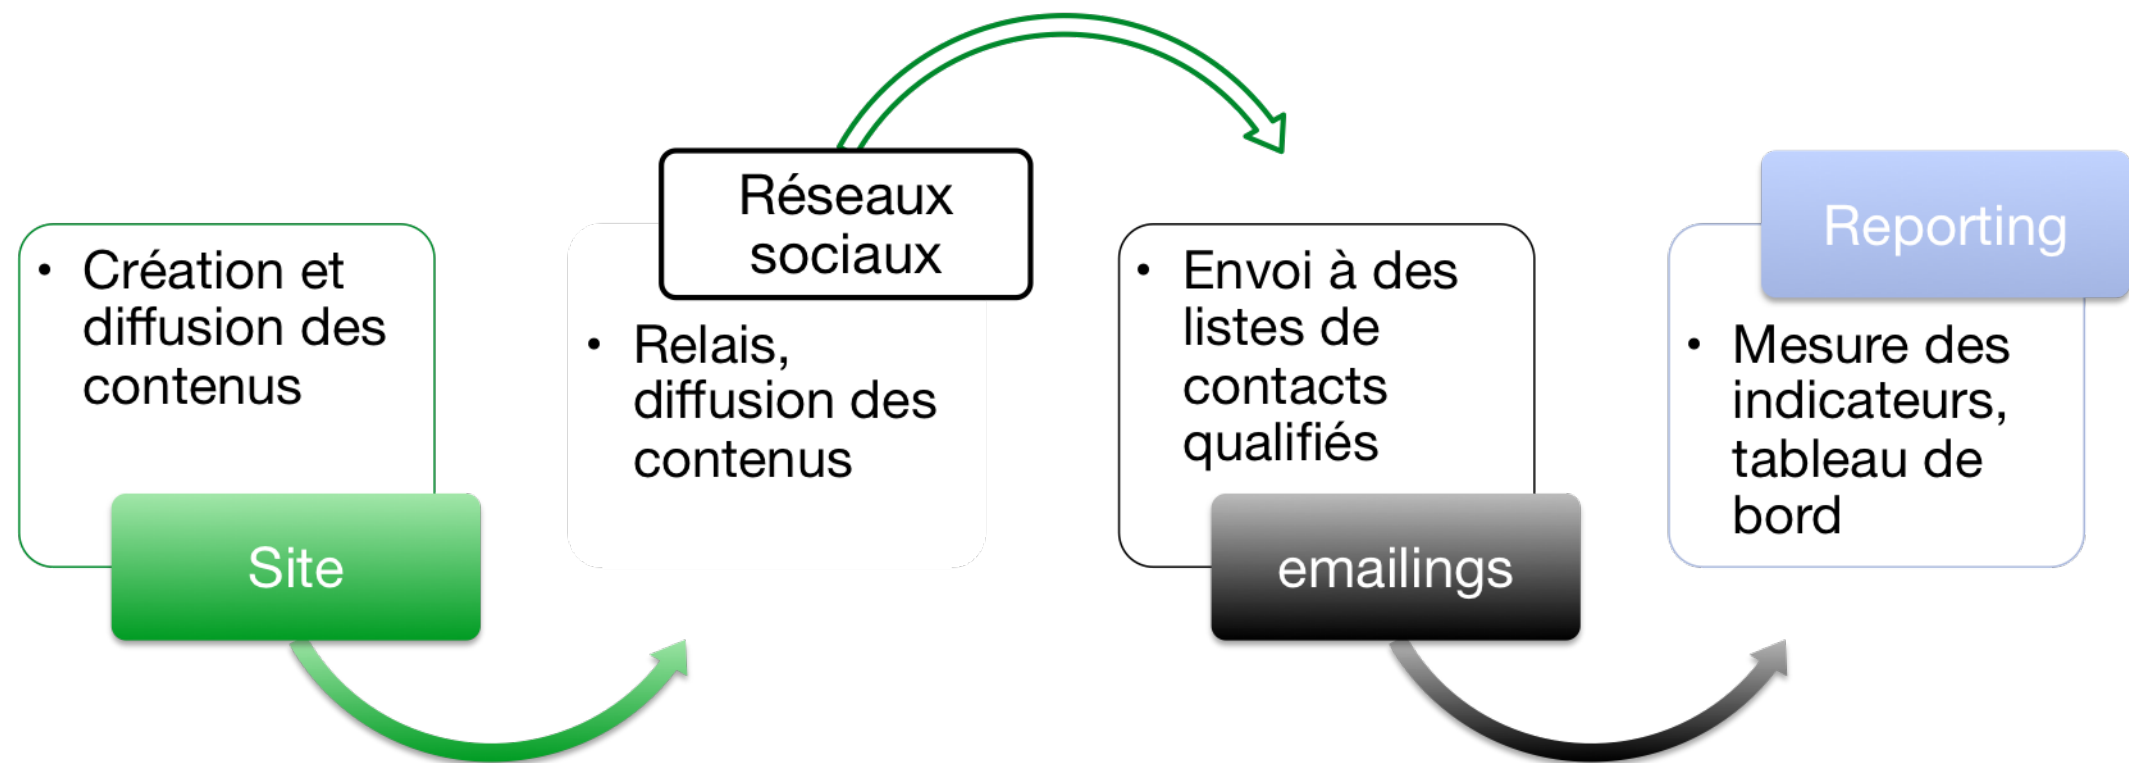 • Création et
diffusion des
contenus
Site
Réseaux
sociaux
• Relais,
diffusion des
contenus
• Envoi à des
listes de
contacts
qualifiés
emailings
Reporting
• Mesure des
indicateurs,
tableau de
bord